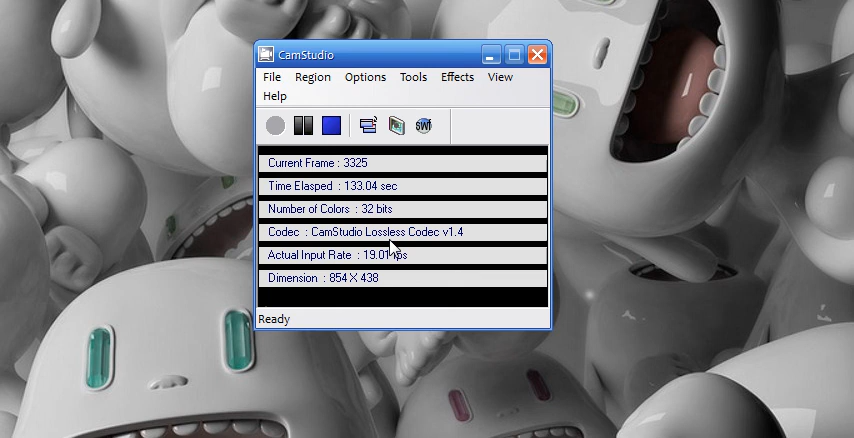 CamStudio
File Region Options Tools Effects View
Help
SWF
Current Frame : 3325
Time Elasped : 133.04 sec
Number of Colors : 32 bits
Codec : CamStudio Lossless Codec v1.4
Actual Input Rate : 19.01
Dimension : 854 X 438
Ready